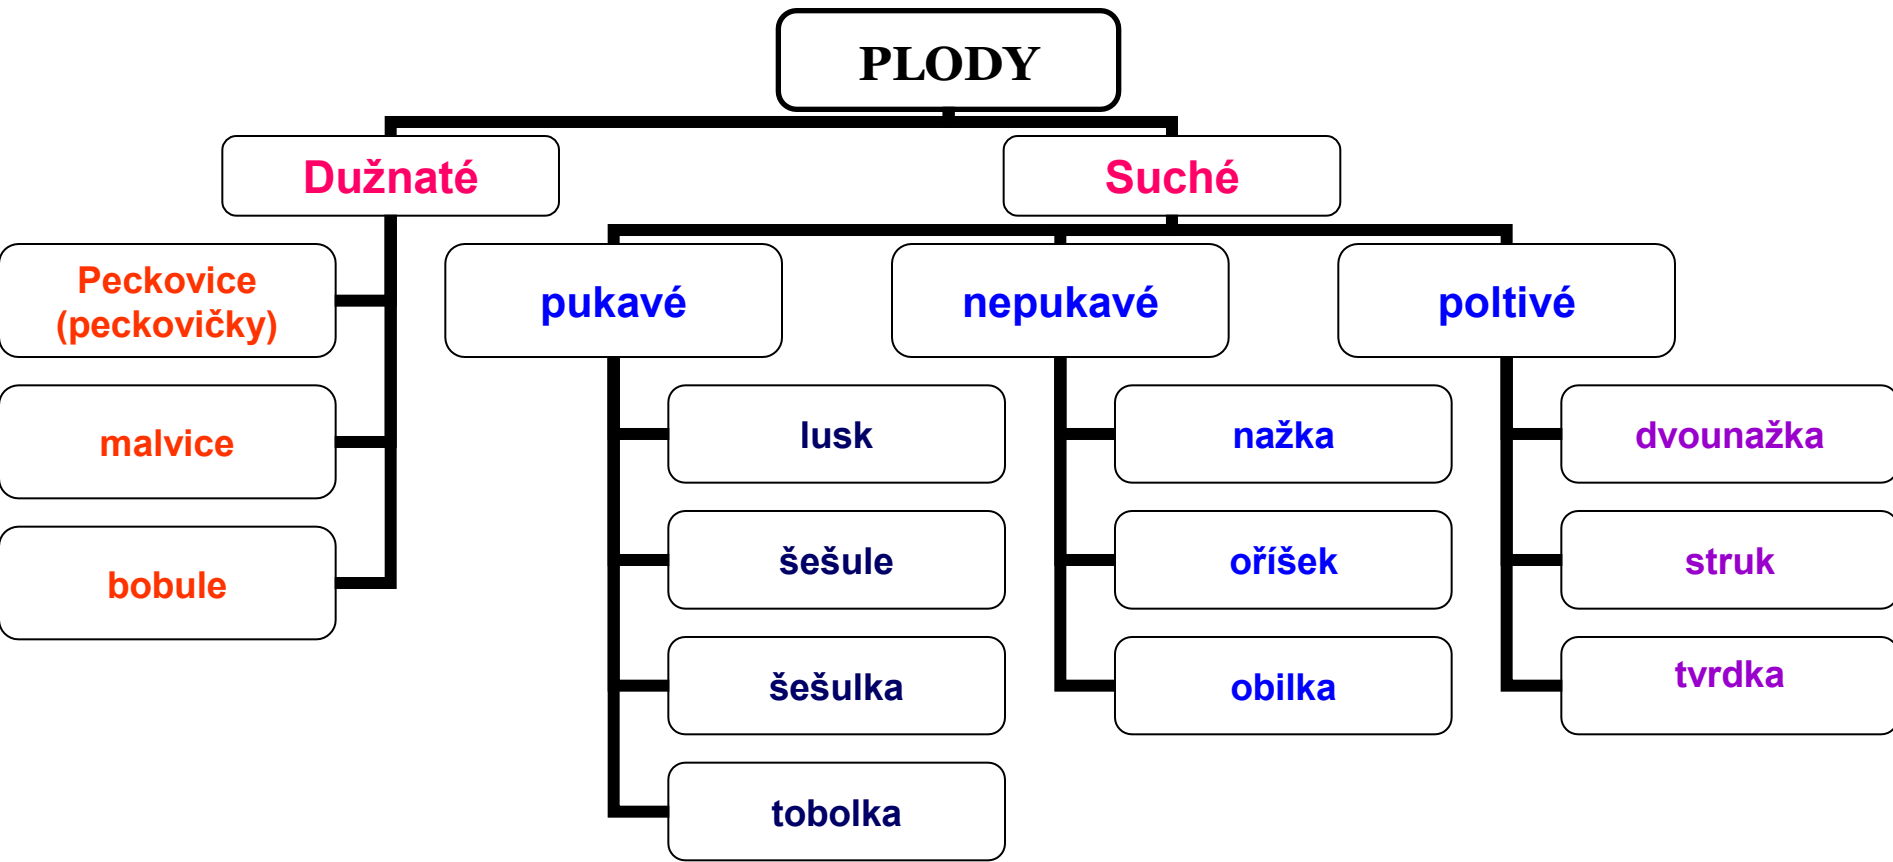 PLODY
Dužnaté
Suché
Peckovice
(peckovičky)
pukavé
nepukavé
poltivé
malvice
lusk
nažka
dvounažka
bobule
šešule
oříšek
struk
šešulka
obilka
tvrdka
tobolka